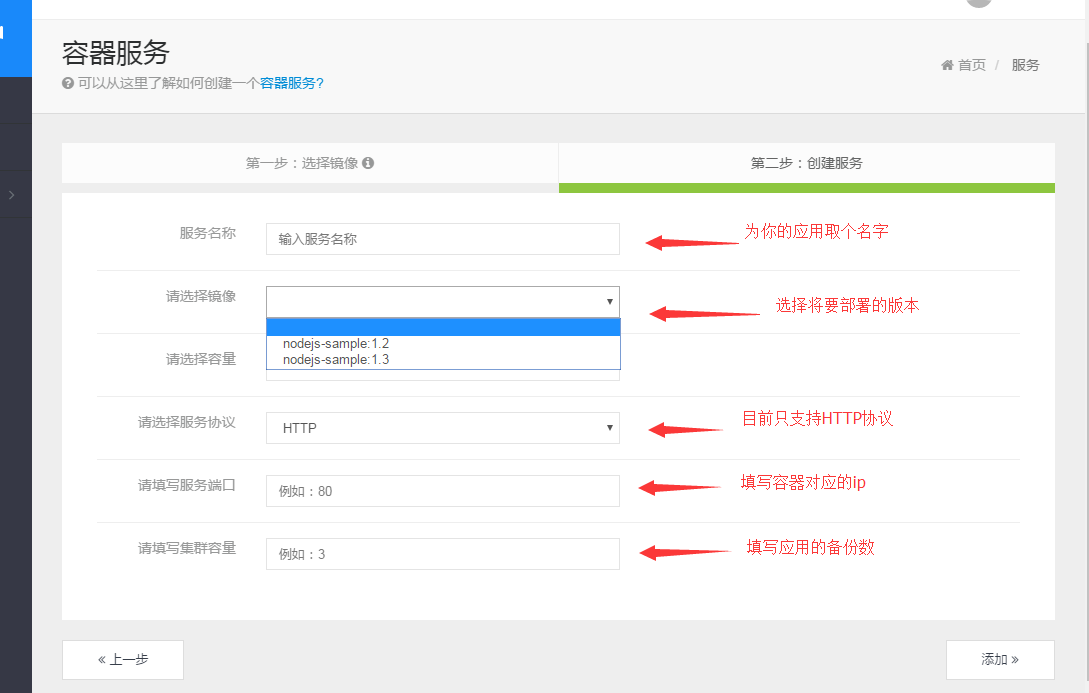 容器服务
可以从这里了解如何创建一个容器服务?
首页 / 服务
第一步：选择镜像
第二步：创建服务
服务名称
输入服务名称
为你的应用取个名字
请选择镜像
选择将要部署的版本
nodejs-sample:1.2
nodejs-sample:1.3
请选择容量
请选择服务协议
HTTP
目前只支持HTTP协议
请填写服务端口
例如：80
填写容器对应的ip
请填写集群容量
例如：3
填写应用的备份数
« 上一步
添加 »